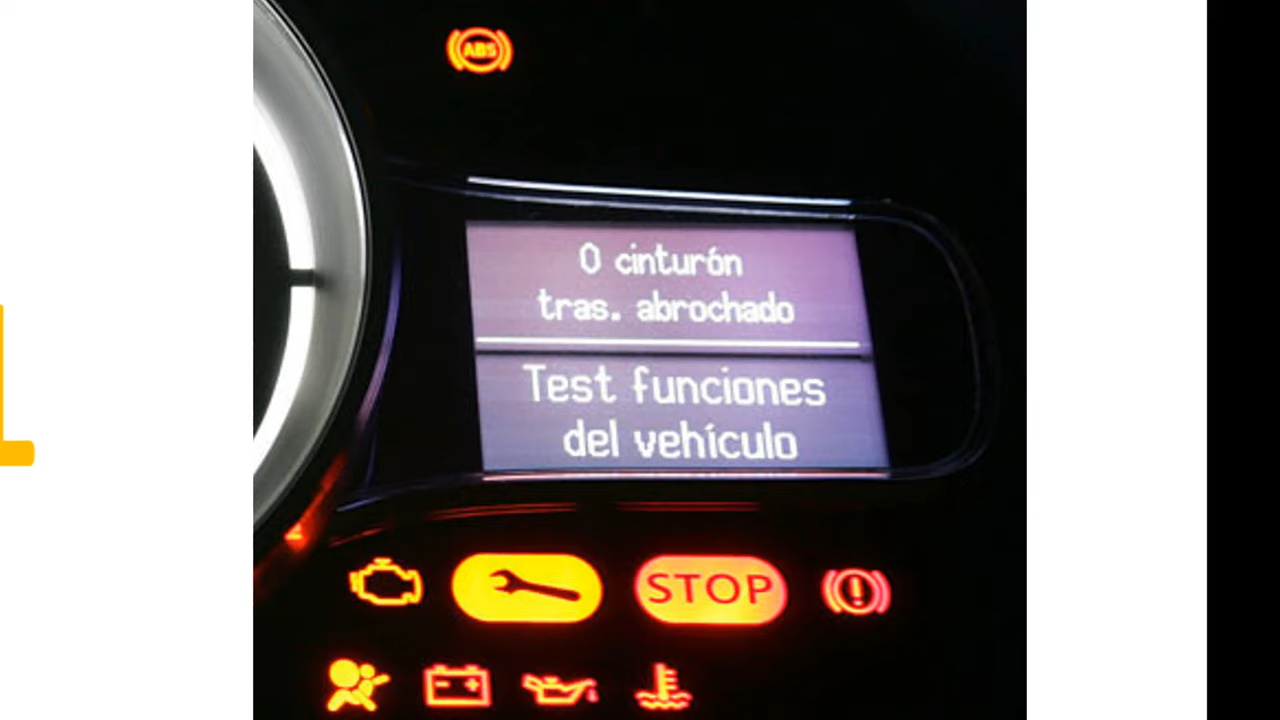 ABS
0 cinturón
tras. abrochado
Test funciones
del vehículo
STOP